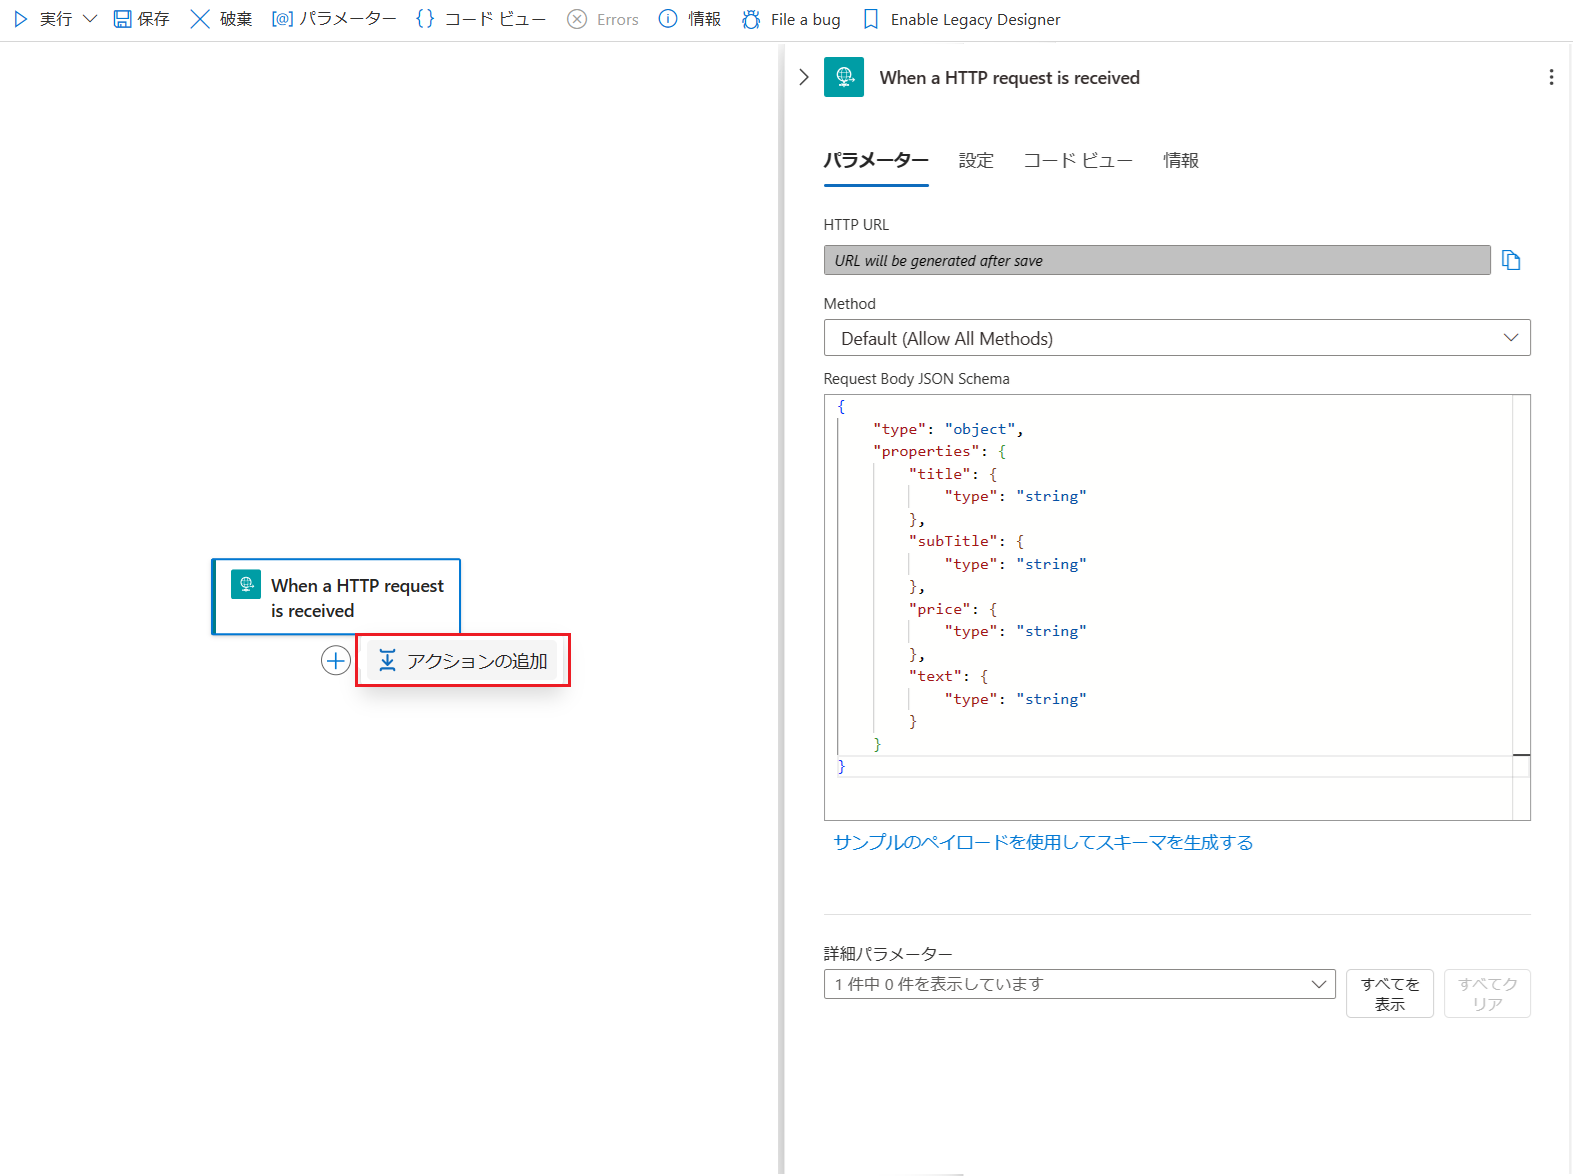 実行 保存 破棄 [@] パラメーター {} コード ビュー Errors 情報 File a bug Enable Legacy Designer
When a HTTP request
is received
アクションの追加
When a HTTP request is received
パラメーター 設定 コード ビュー 情報
HTTP URL
URL will be generated after save
Method
Default (Allow All Methods)
Request Body JSON Schema
{
"type": "object",
"properties": {
"title": {
"type": "string"
},
"subTitle": {
"type": "string"
},
"price": {
"type": "string"
},
"text": {
"type": "string"
}
}
}
サンプルのペイロードを使用してスキーマを生成する
詳細パラメーター
1 件中 0 件を表示しています
すべてを
表示
すべてク
リア